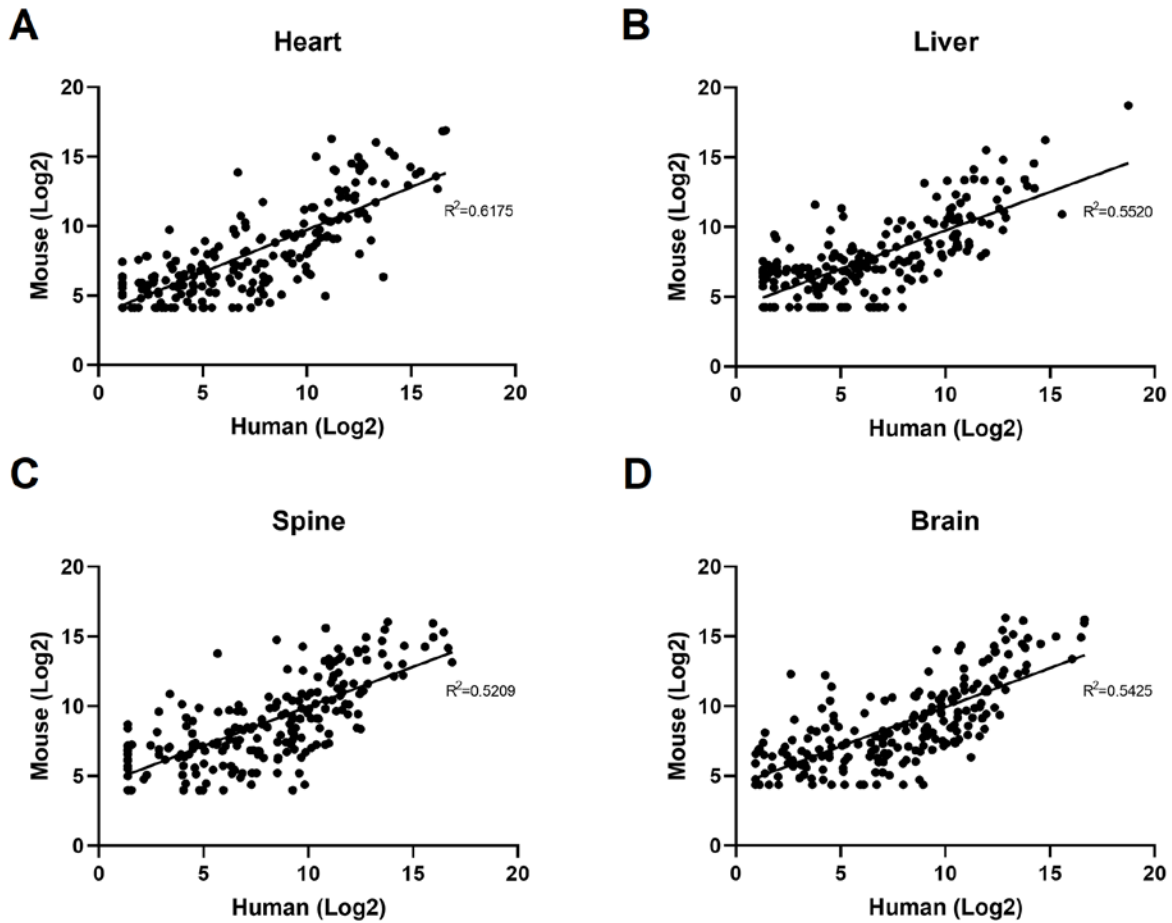 A
Heart
20
15
10
5
0
Mouse (Log2)
R²=0.6175
0 5 10 15 20
Human (Log2)
B
Liver
20
15
10
5
0
Mouse (Log2)
R²=0.5520
0 5 10 15 20
Human (Log2)
C
Spine
20
15
10
5
0
Mouse (Log2)
R²=0.5209
0 5 10 15 20
Human (Log2)
D
Brain
20
15
10
5
0
Mouse (Log2)
R²=0.5425
0 5 10 15 20
Human (Log2)